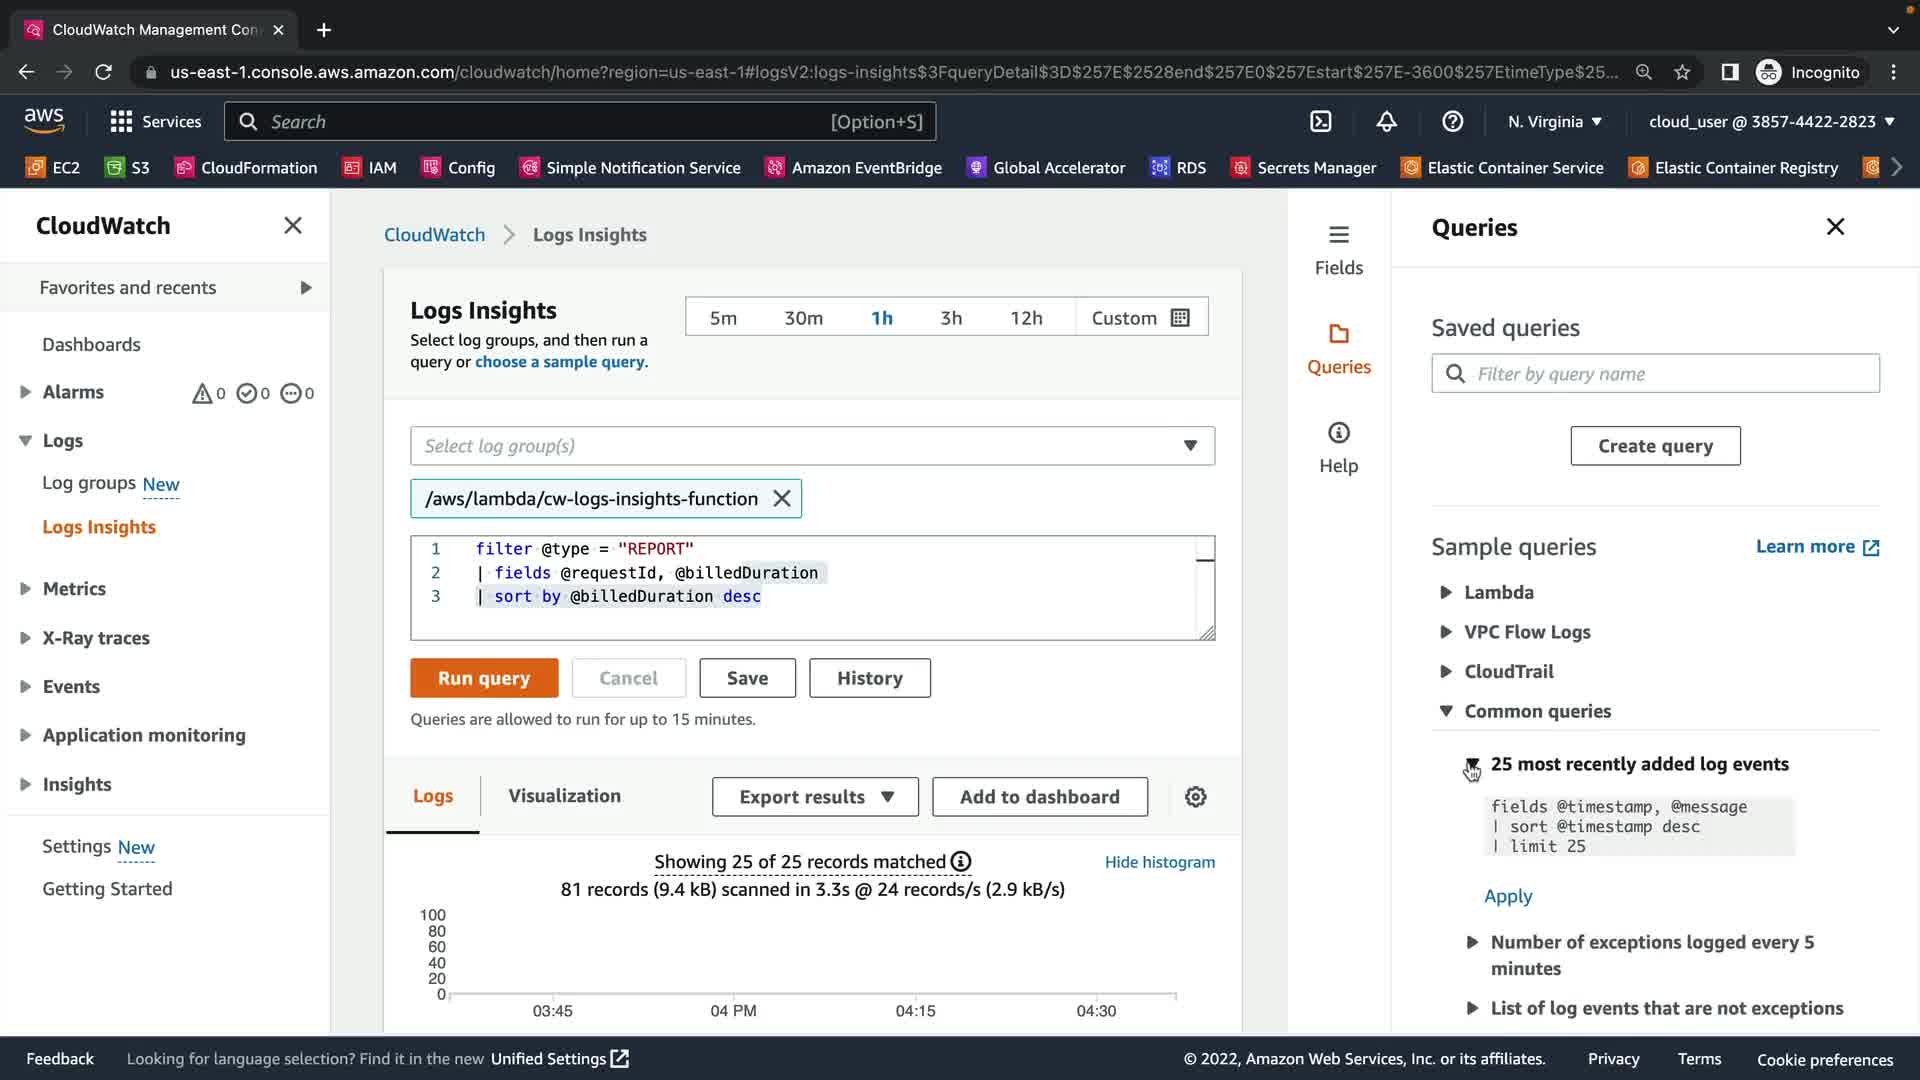 CloudWatch Management Con
us-east-1.console.aws.amazon.com/cloudwatch/home?region=us-east-1#logsV2:logs-insights$3FqueryDetail$3D$257E$2528end$257E0$257Estart$257E-3600$257EtimeType$25...
Incognito
aws
Services
Search
[Option+S]
N. Virginia
cloud_user @ 3857-4422-2823
EC2
S3
CloudFormation
IAM
Config
Simple Notification Service
Amazon EventBridge
Global Accelerator
RDS
Secrets Manager
Elastic Container Service
Elastic Container Registry
CloudWatch
Favorites and recents
Dashboards
Alarms 0 0 0
Logs
Log groups New
Logs Insights
Metrics
X-Ray traces
Events
Application monitoring
Insights
Settings New
Getting Started
CloudWatch > Logs Insights
Logs Insights
Select log groups, and then run a
query or choose a sample query.
5m 30m 1h 3h 12h Custom
Select log group(s)
/aws/lambda/cw-logs-insights-function
1 filter @type = "REPORT"
2 | fields @requestId, @billedDuration
3 | sort by @billedDuration desc
Run query
Cancel
Save
History
Queries are allowed to run for up to 15 minutes.
Logs
Visualization
Export results
Add to dashboard
Showing 25 of 25 records matched
Hide histogram
81 records (9.4 kB) scanned in 3.3s @ 24 records/s (2.9 kB/s)
100
80
60
40
20
0
03:45 04 PM 04:15 04:30
Fields
Queries
Help
Queries
Saved queries
Filter by query name
Create query
Sample queries
Learn more
Lambda
VPC Flow Logs
CloudTrail
Common queries
25 most recently added log events
fields @timestamp, @message
| sort @timestamp desc
| limit 25
Apply
Number of exceptions logged every 5
minutes
List of log events that are not exceptions
Feedback
Looking for language selection? Find it in the new Unified Settings
© 2022, Amazon Web Services, Inc. or its affiliates.
Privacy
Terms
Cookie preferences